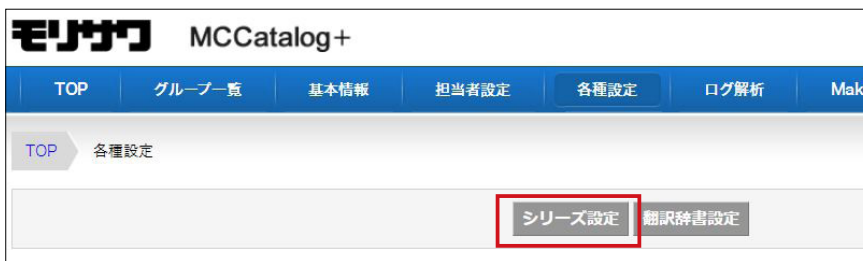 モリサワ MCCatalog+
TOP グループ一覧 基本情報 担当者設定 各種設定 ログ解析 Mak
TOP 各種設定
シリーズ設定 翻訳辞書設定